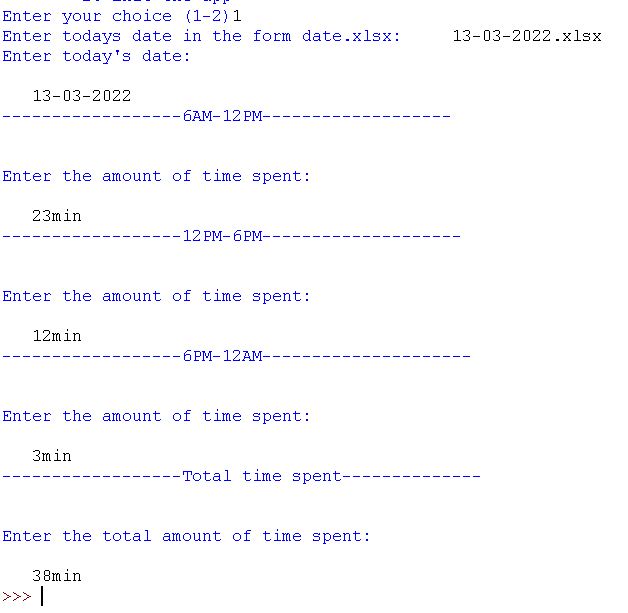 Enter your choice (1-2)1
Enter todays date in the form date.xlsx: 13-03-2022.xlsx
Enter today's date:
13-03-2022
------------------6AM-12PM-------------------
Enter the amount of time spent:
23min
------------------12PM-6PM--------------------
Enter the amount of time spent:
12min
------------------6PM-12AM---------------------
Enter the amount of time spent:
3min
------------------Total time spent--------------
Enter the total amount of time spent:
38min
>>>